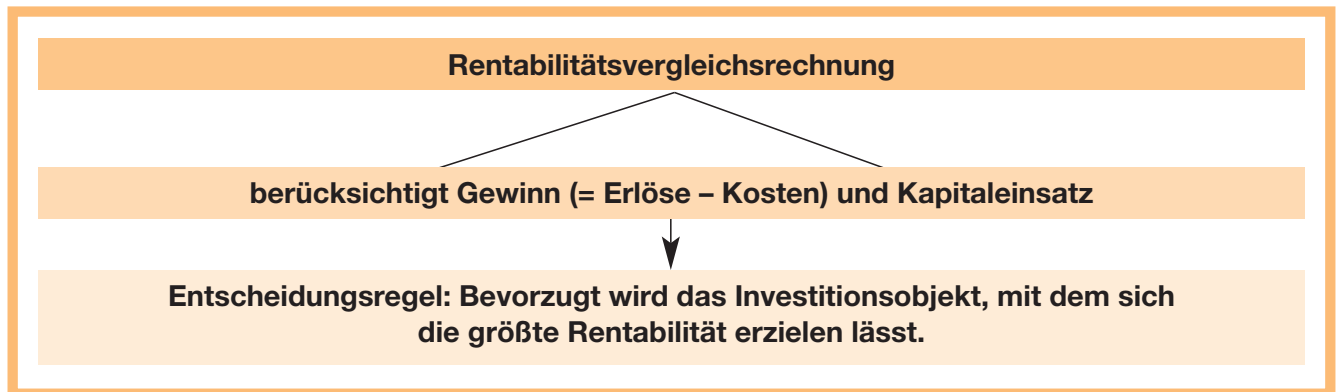 Rentabilitätsvergleichsrechnung
berücksichtigt Gewinn (= Erlöse – Kosten) und Kapitaleinsatz
Entscheidungsregel: Bevorzugt wird das Investitionsobjekt, mit dem sich
die größte Rentabilität erzielen lässt.